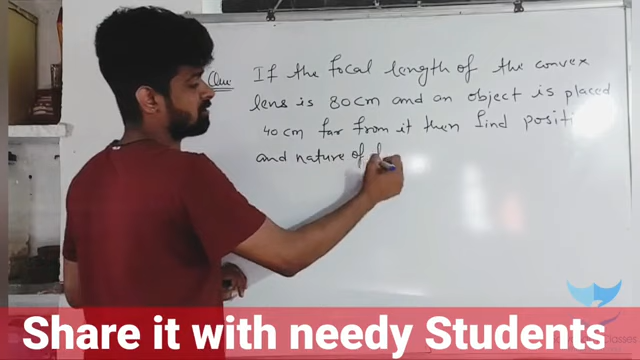 Que:
If the focal length of the convex
lens is 80cm and an object is placed
40cm far from it then find positi
and nature of
Share it with needy Students